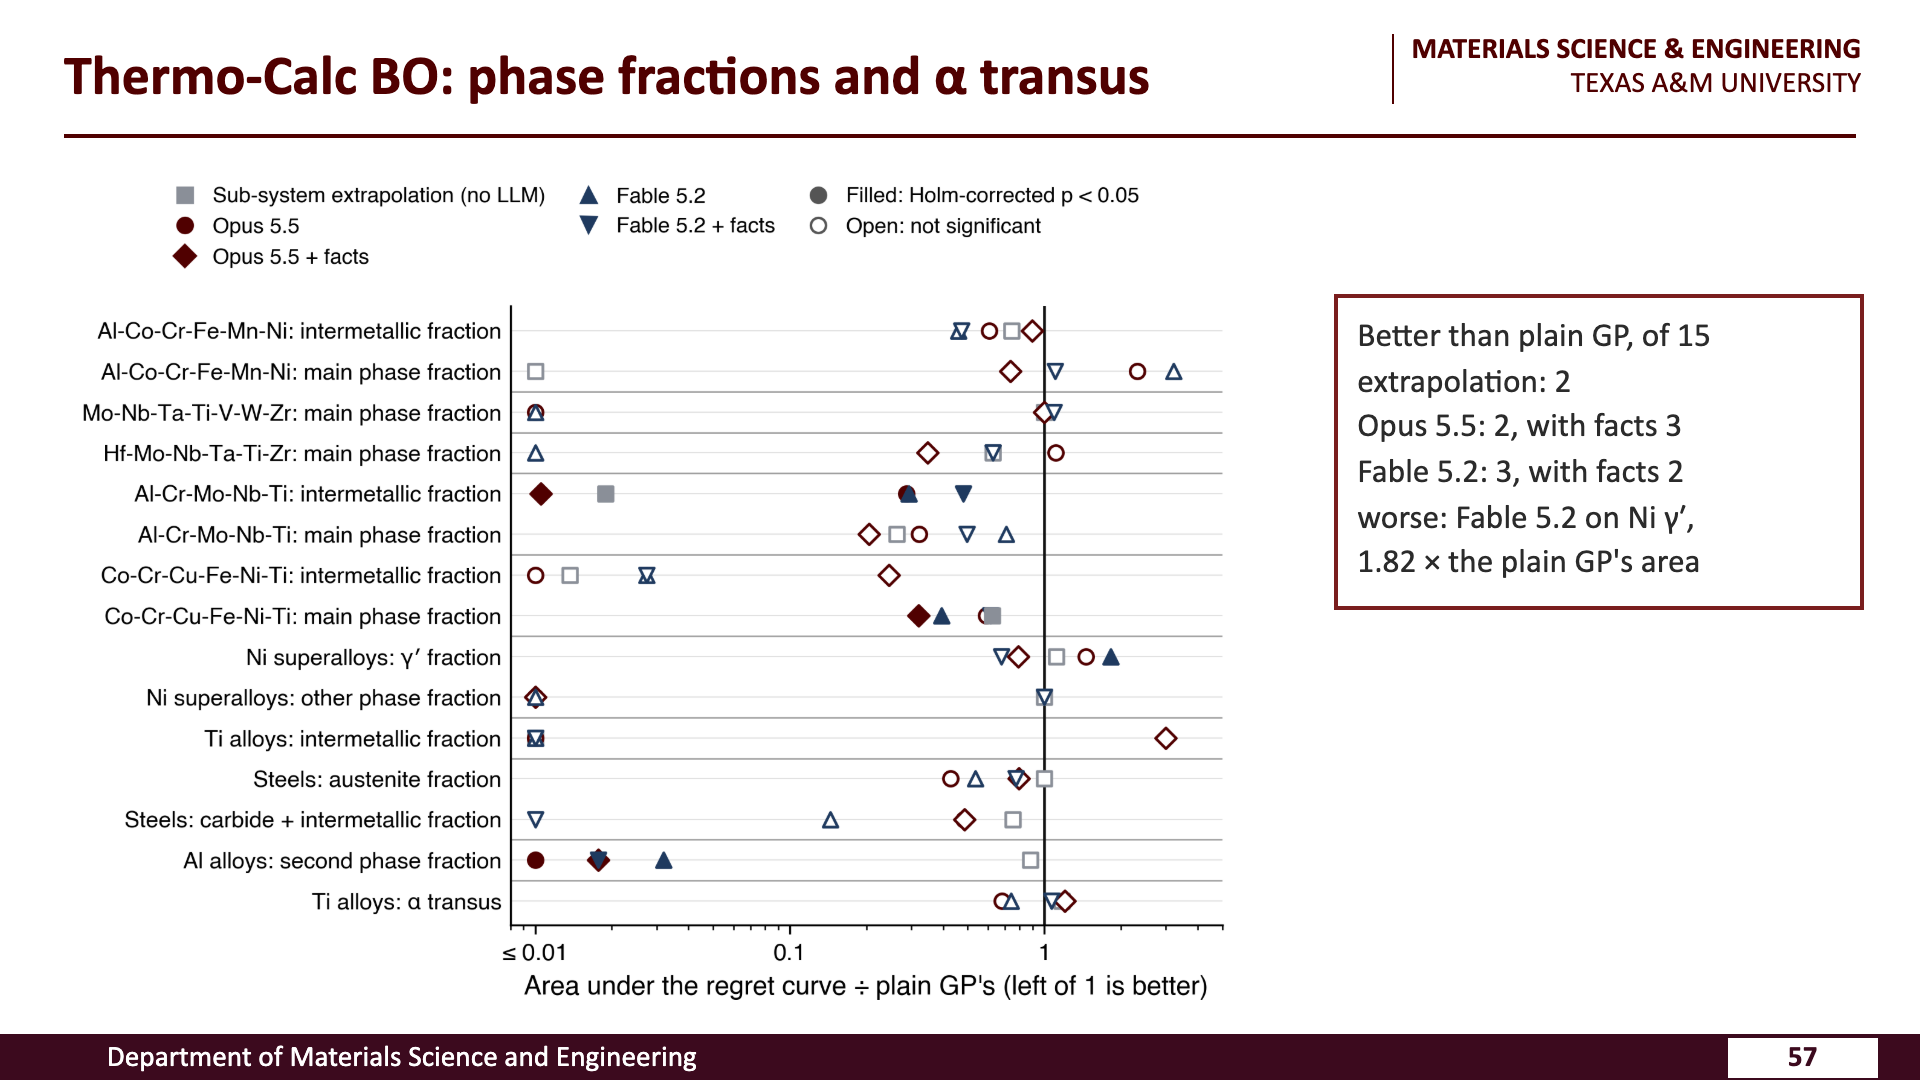 Thermo-Calc BO: phase fractions and α transus
MATERIALS SCIENCE & ENGINEERING
TEXAS A&M UNIVERSITY
Sub-system extrapolation (no LLM)
Opus 5.5
Opus 5.5 + facts
Fable 5.2
Fable 5.2 + facts
Filled: Holm-corrected p < 0.05
Open: not significant
Al-Co-Cr-Fe-Mn-Ni: intermetallic fraction
Al-Co-Cr-Fe-Mn-Ni: main phase fraction
Mo-Nb-Ta-Ti-V-W-Zr: main phase fraction
Hf-Mo-Nb-Ta-Ti-Zr: main phase fraction
Al-Cr-Mo-Nb-Ti: intermetallic fraction
Al-Cr-Mo-Nb-Ti: main phase fraction
Co-Cr-Cu-Fe-Ni-Ti: intermetallic fraction
Co-Cr-Cu-Fe-Ni-Ti: main phase fraction
Ni superalloys: γ′ fraction
Ni superalloys: other phase fraction
Ti alloys: intermetallic fraction
Steels: austenite fraction
Steels: carbide + intermetallic fraction
Al alloys: second phase fraction
Ti alloys: α transus
≤ 0.01
0.1
1
Area under the regret curve ÷ plain GP's (left of 1 is better)
Better than plain GP, of 15
extrapolation: 2
Opus 5.5: 2, with facts 3
Fable 5.2: 3, with facts 2
worse: Fable 5.2 on Ni γ′,
1.82 × the plain GP's area
Department of Materials Science and Engineering
57